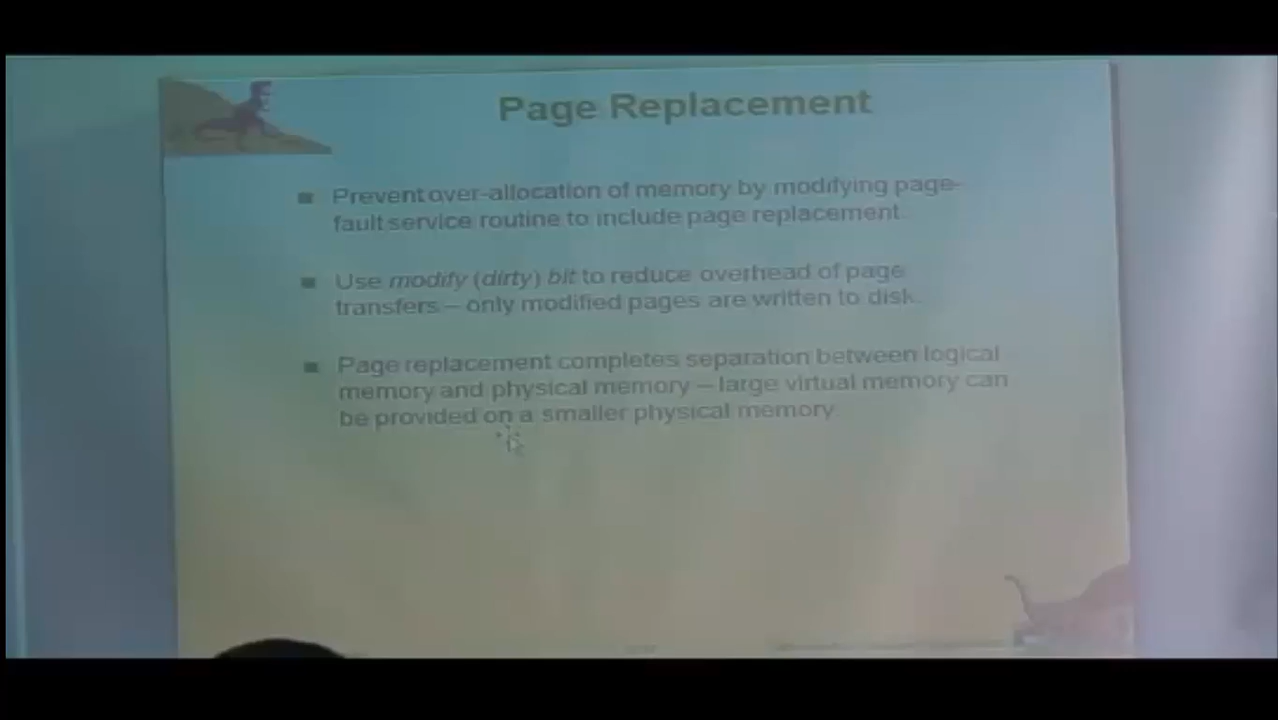 Page Replacement
Prevent over-allocation of memory by modifying page-
fault service routine to include page replacement.
Use modify (dirty) bit to reduce overhead of page
transfers – only modified pages are written to disk.
Page replacement completes separation between logical
memory and physical memory – large virtual memory can
be provided on a smaller physical memory